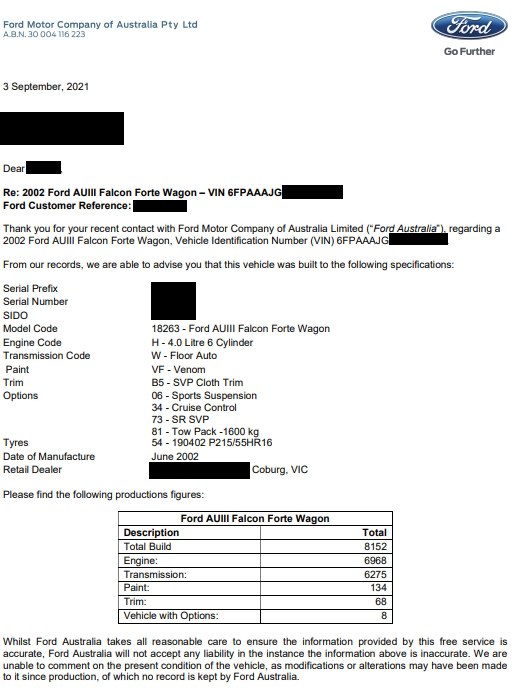 Ford Motor Company of Australia Pty Ltd
A.B.N. 30 004 116 223
Ford
Go Further
3 September, 2021
Dear ,
Re: 2002 Ford AUIII Falcon Forte Wagon – VIN 6FPAAAJG
Ford Customer Reference:
Thank you for your recent contact with Ford Motor Company of Australia Limited (“Ford Australia”), regarding a
2002 Ford AUIII Falcon Forte Wagon, Vehicle Identification Number (VIN) 6FPAAAJG
From our records, we are able to advise you that this vehicle was built to the following specifications:
Serial Prefix
Serial Number
SIDO
Model Code 18263 - Ford AUIII Falcon Forte Wagon
Engine Code H - 4.0 Litre 6 Cylinder
Transmission Code W - Floor Auto
Paint VF - Venom
Trim B5 - SVP Cloth Trim
Options 06 - Sports Suspension
34 - Cruise Control
73 - SR SVP
81 - Tow Pack -1600 kg
Tyres 54 - 190402 P215/55HR16
Date of Manufacture June 2002
Retail Dealer Coburg, VIC
Please find the following productions figures:
Ford AUIII Falcon Forte Wagon
Description Total
Total Build 8152
Engine: 6968
Transmission: 6275
Paint: 134
Trim: 68
Vehicle with Options: 8
Whilst Ford Australia takes all reasonable care to ensure the information provided by this free service is
accurate, Ford Australia will not accept any liability in the instance the information above is inaccurate. We are
unable to comment on the present condition of the vehicle, as modifications or alterations may have been made
to it since production, of which no record is kept by Ford Australia.